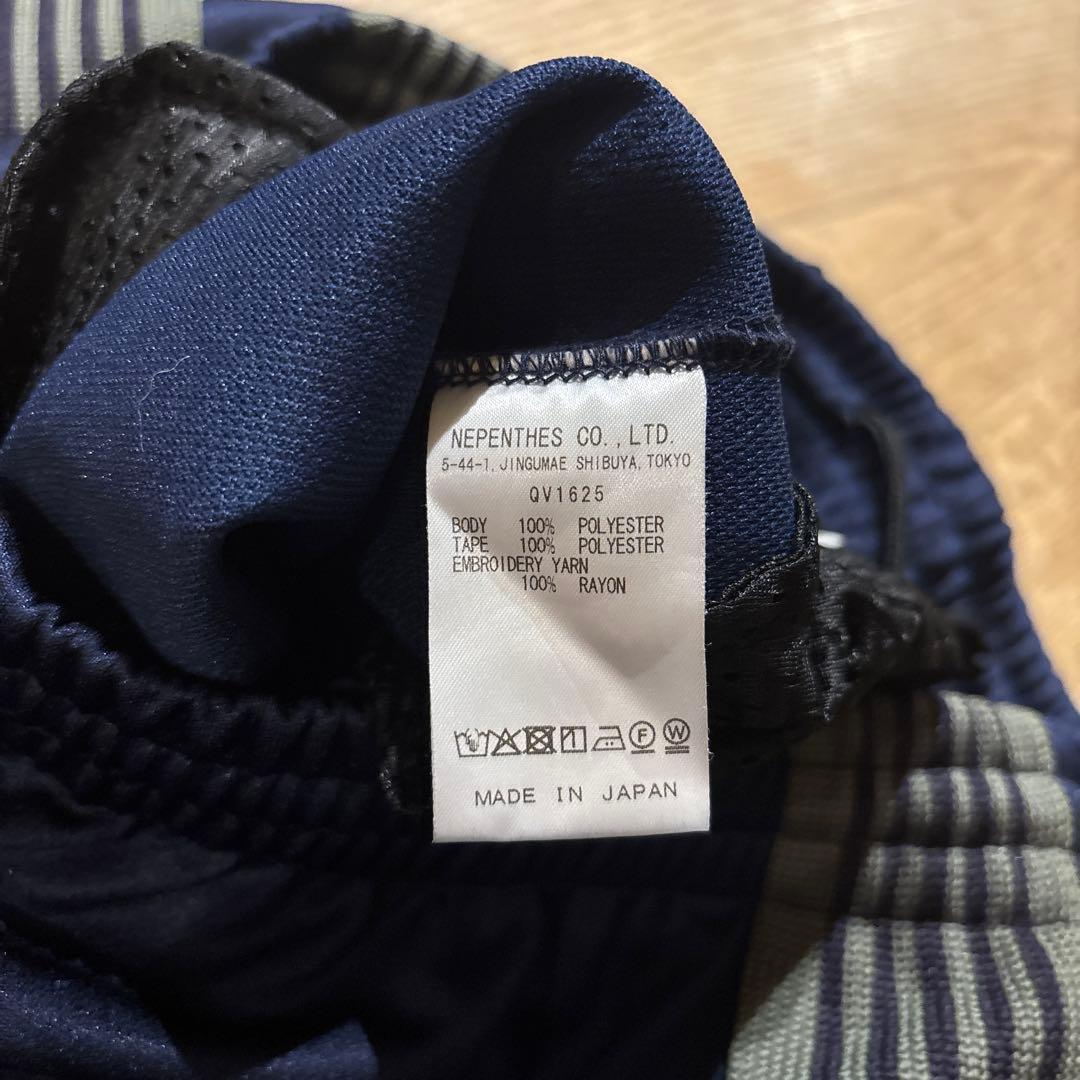 NEPENTHES CO.,LTD.
5-44-1, JINGUMAE SHIBUYA, TOKYO
QV1625
BODY 100% POLYESTER
TAPE 100% POLYESTER
EMBROIDERY YARN
100% RAYON
F W
MADE IN JAPAN